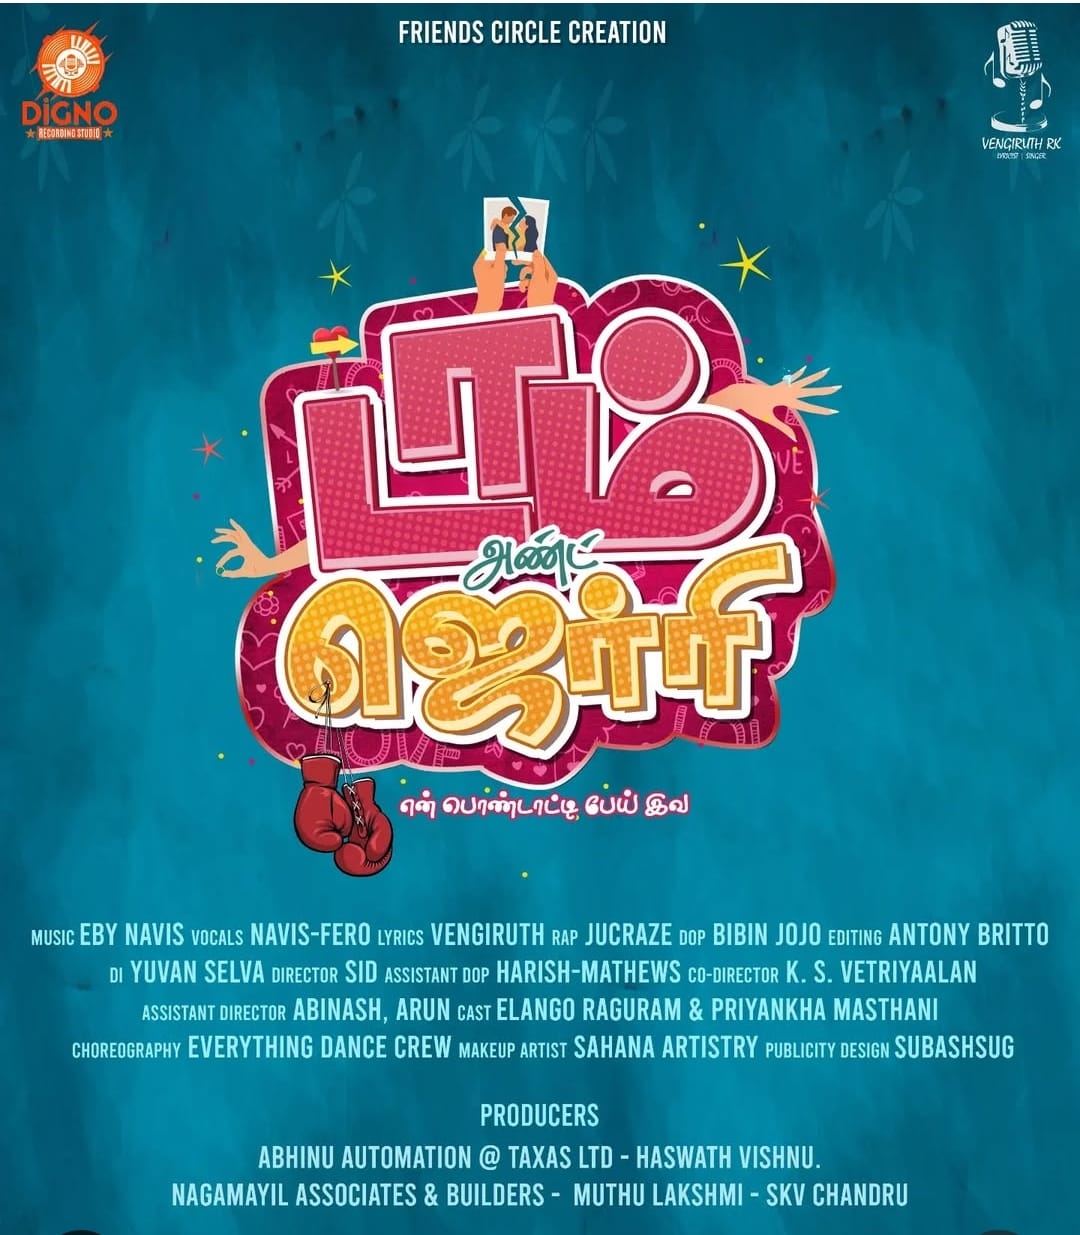 FRIENDS CIRCLE CREATION
DiGNO
RECORDING STUDIO
VENGIRUTH RK
LYRICIST | SINGER
டாம்
அண்ட்
ஜெர்ரி
என் பொண்டாட்டி பேய் இவ
MUSIC EBY NAVIS VOCALS NAVIS-FERO LYRICS VENGIRUTH RAP JUCRAZE DOP BIBIN JOJO EDITING ANTONY BRITTO
DI YUVAN SELVA DIRECTOR SID ASSISTANT DOP HARISH-MATHEWS CO-DIRECTOR K. S. VETRIYAALAN
ASSISTANT DIRECTOR ABINASH, ARUN CAST ELANGO RAGURAM & PRIYANKHA MASTHANI
CHOREOGRAPHY EVERYTHING DANCE CREW MAKEUP ARTIST SAHANA ARTISTRY PUBLICITY DESIGN SUBASHSUG
PRODUCERS
ABHINU AUTOMATION @ TAXAS LTD - HASWATH VISHNU.
NAGAMAYIL ASSOCIATES & BUILDERS - MUTHU LAKSHMI - SKV CHANDRU